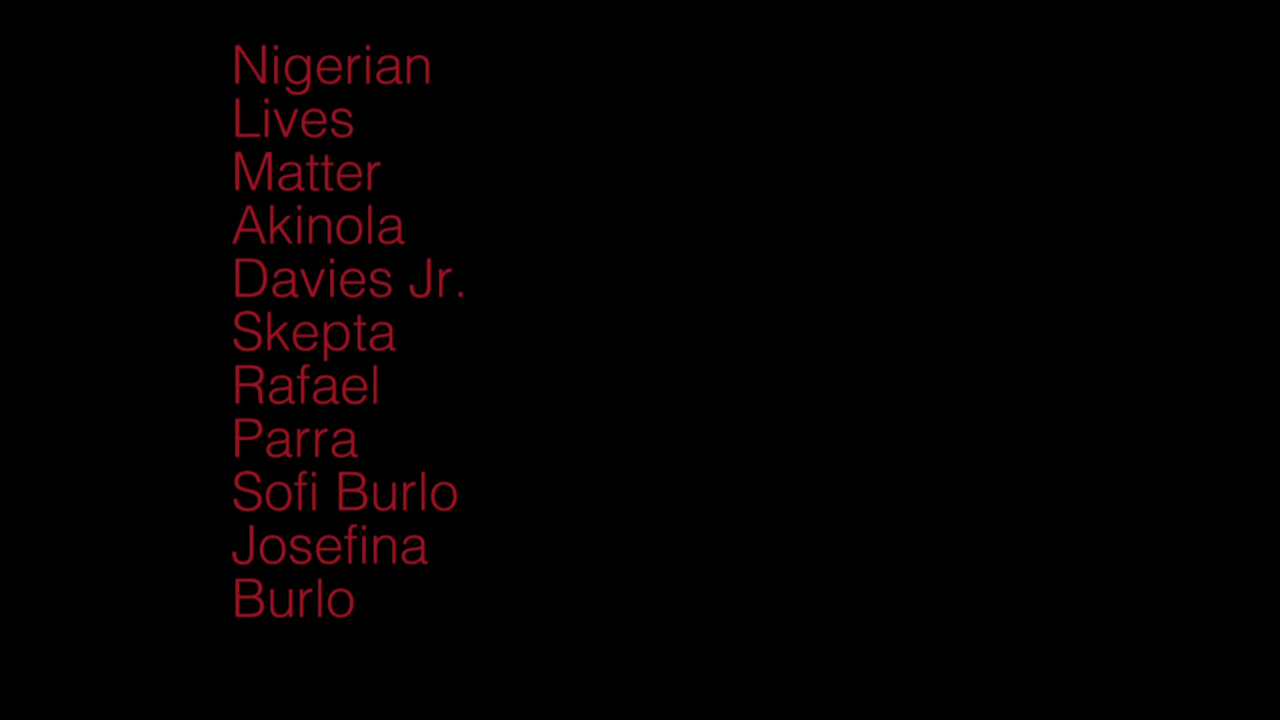 Nigerian
Lives
Matter
Akinola
Davies Jr.
Skepta
Rafael
Parra
Sofi Burlo
Josefina
Burlo